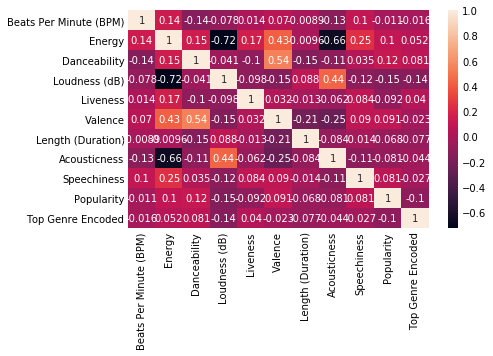 Beats Per Minute (BPM) 1 0.14 -0.14 -0.078 0.014 0.07 -0.0089 -0.13 0.1 -0.011 -0.016
Energy 0.14 1 0.15 -0.72 0.17 0.43 -0.0096 -0.66 0.25 0.1 0.052
Danceability -0.14 0.15 1 -0.041 -0.1 0.54 -0.15 -0.11 0.035 0.12 0.081
Loudness (dB) -0.078 -0.72 -0.041 1 -0.098 -0.15 0.088 0.44 -0.12 -0.15 -0.14
Liveness 0.014 0.17 -0.1 -0.098 1 0.032 -0.013 -0.062 0.084 -0.092 0.04
Valence 0.07 0.43 0.54 -0.15 0.032 1 -0.21 -0.25 0.09 0.091 -0.023
Length (Duration) -0.0089 -0.0096 -0.15 0.088 -0.013 -0.21 1 -0.084 -0.014 -0.068 -0.077
Acousticness -0.13 -0.66 -0.11 0.44 -0.062 -0.25 -0.084 1 -0.11 -0.081 -0.044
Speechiness 0.1 0.25 0.035 -0.12 0.084 0.09 -0.014 -0.11 1 0.081 -0.027
Popularity -0.011 0.1 0.12 -0.15 -0.092 0.091 -0.068 -0.081 0.081 1 -0.1
Top Genre Encoded -0.016 0.052 0.081 -0.14 0.04 -0.023 -0.077 -0.044 -0.027 -0.1 1
Beats Per Minute (BPM)
Energy
Danceability
Loudness (dB)
Liveness
Valence
Length (Duration)
Acousticness
Speechiness
Popularity
Top Genre Encoded
1.0
0.8
0.6
0.4
0.2
0.0
-0.2
-0.4
-0.6